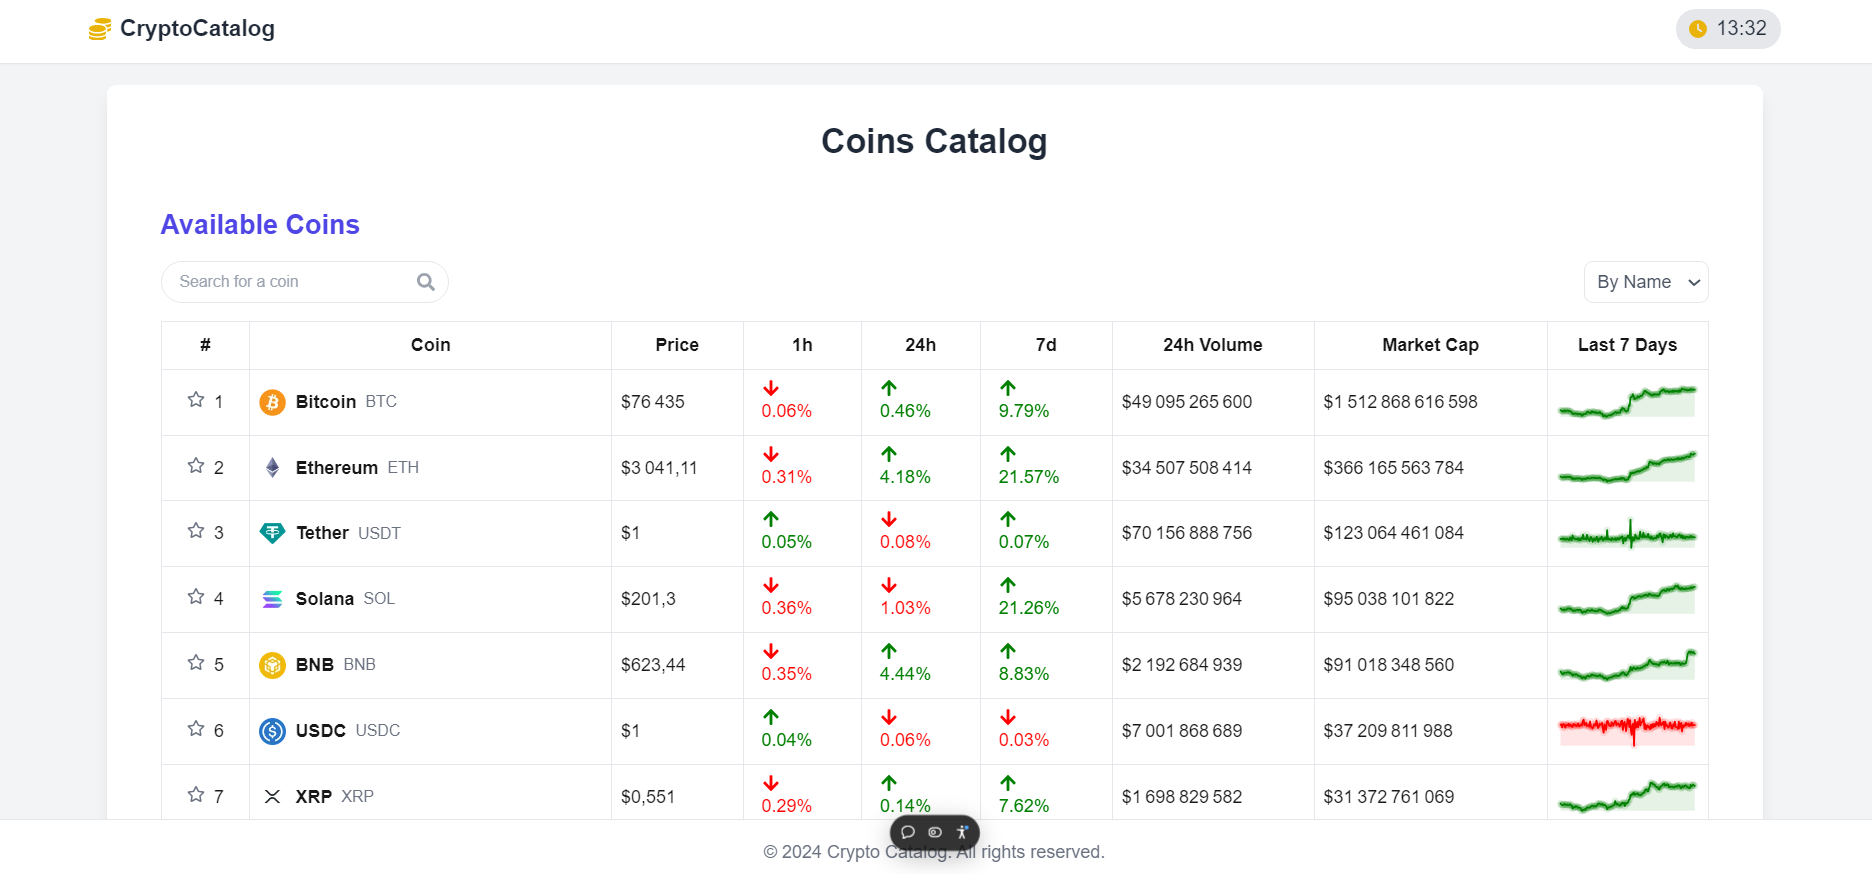 CryptoCatalog
13:32
Coins Catalog
Available Coins
Search for a coin
By Name
# Coin Price 1h 24h 7d 24h Volume Market Cap Last 7 Days
1 Bitcoin BTC $76 435 0.06% 0.46% 9.79% $49 095 265 600 $1 512 868 616 598
2 Ethereum ETH $3 041,11 0.31% 4.18% 21.57% $34 507 508 414 $366 165 563 784
3 Tether USDT $1 0.05% 0.08% 0.07% $70 156 888 756 $123 064 461 084
4 Solana SOL $201,3 0.36% 1.03% 21.26% $5 678 230 964 $95 038 101 822
5 BNB BNB $623,44 0.35% 4.44% 8.83% $2 192 684 939 $91 018 348 560
6 USDC USDC $1 0.04% 0.06% 0.03% $7 001 868 689 $37 209 811 988
7 XRP XRP $0,551 0.29% 0.14% 7.62% $1 698 829 582 $31 372 761 069
© 2024 Crypto Catalog. All rights reserved.